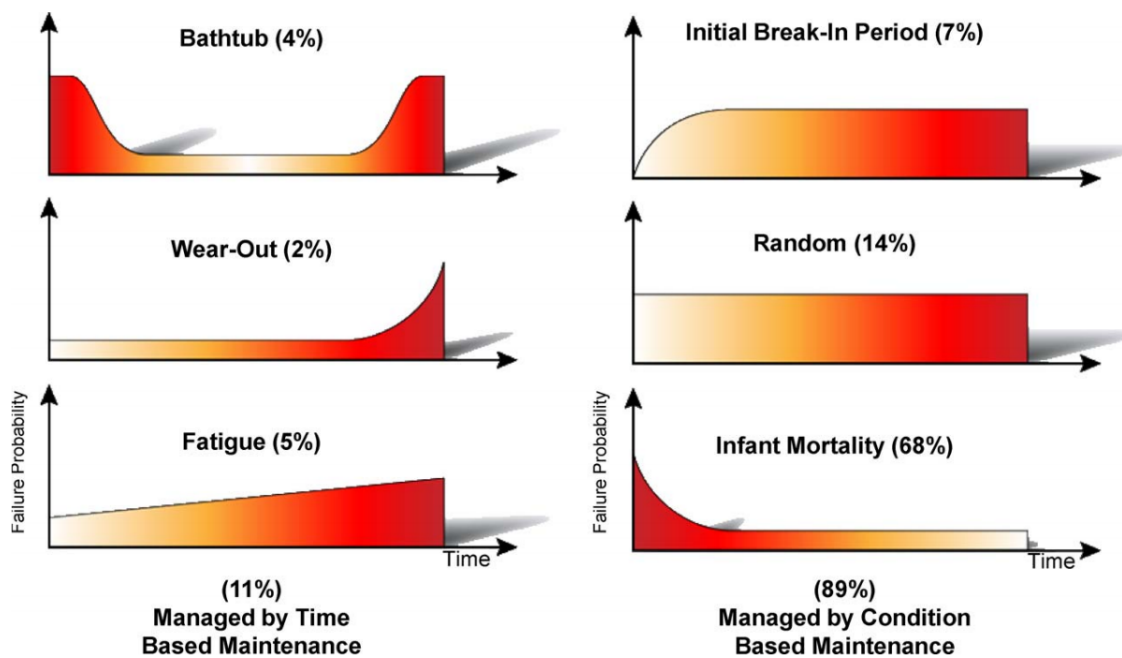 Bathtub (4%)
Initial Break-In Period (7%)
Wear-Out (2%)
Random (14%)
Failure Probability
Fatigue (5%)
Time
Failure Probability
Infant Mortality (68%)
Time
(11%)
Managed by Time
Based Maintenance
(89%)
Managed by Condition
Based Maintenance